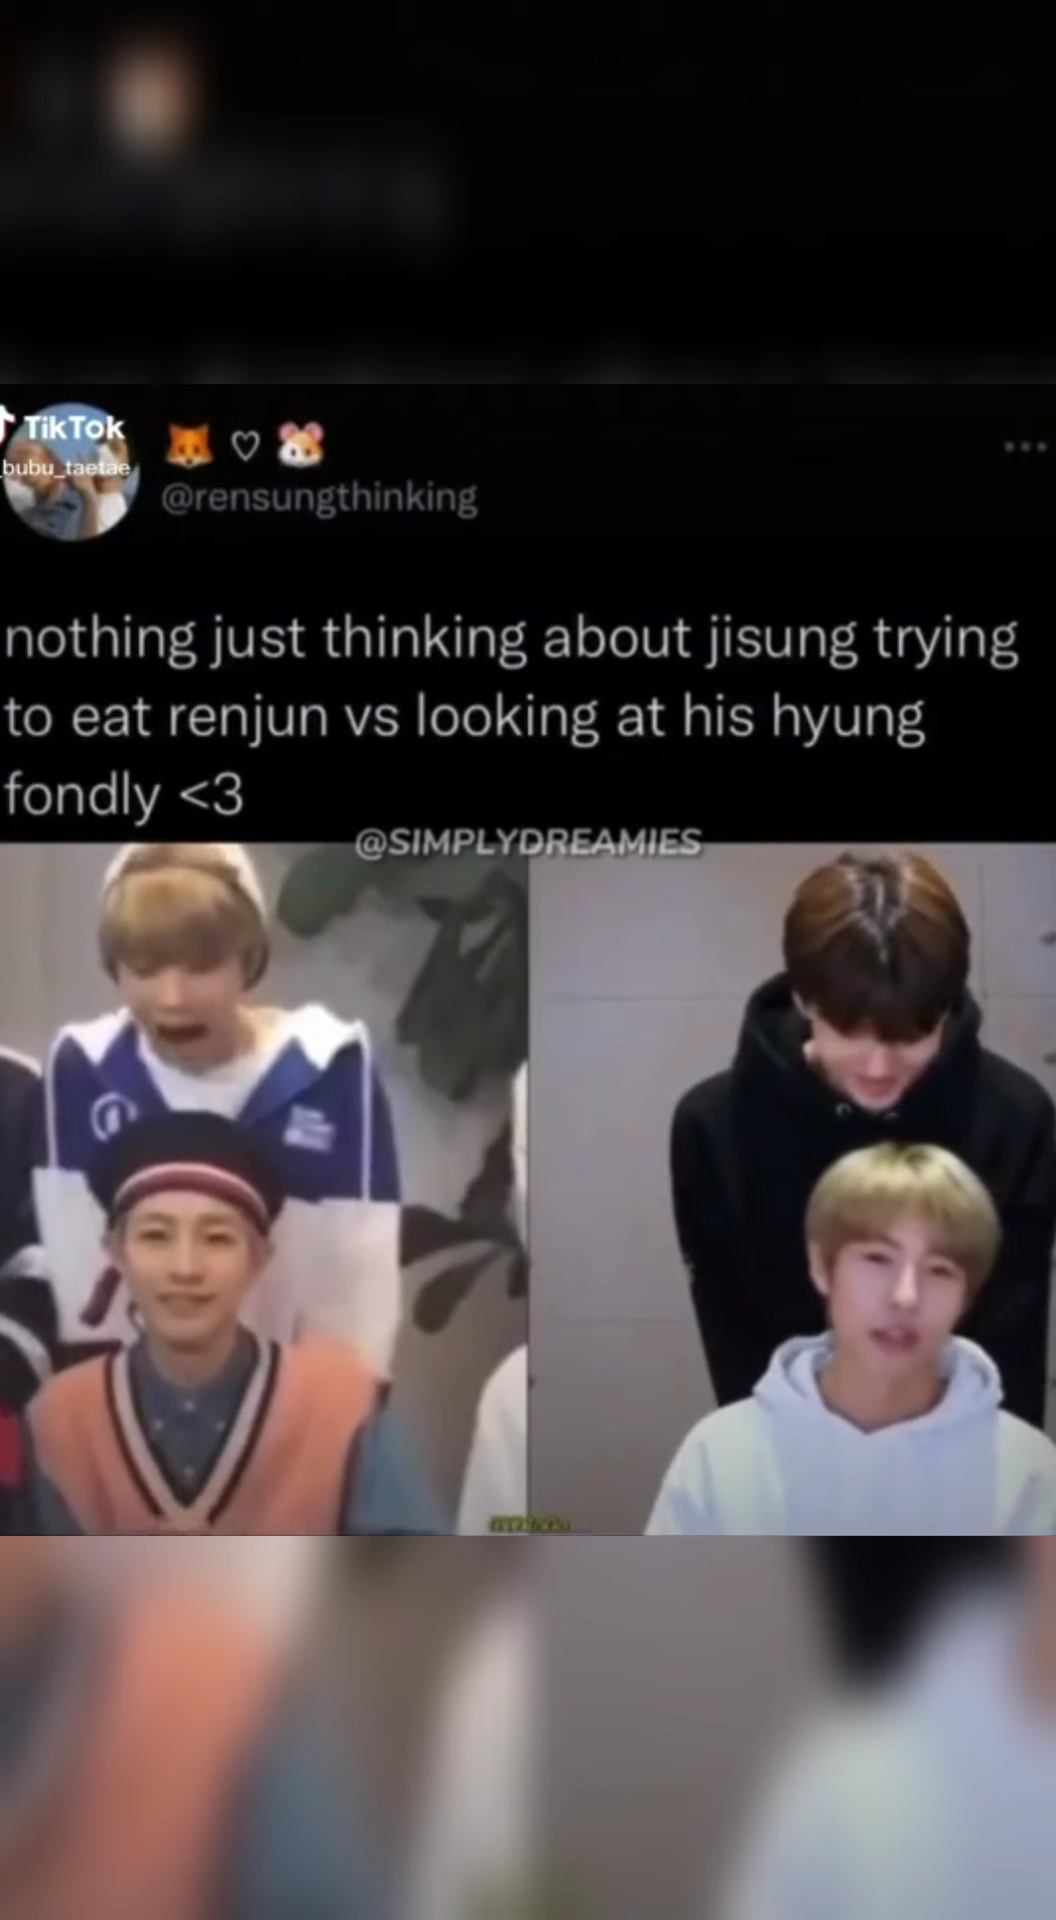 TikTok
bubu_taetae
🦊 ♡ 🐹
@rensungthinking
nothing just thinking about jisung trying
to eat renjun vs looking at his hyung
fondly <3
@SIMPLYDREAMIES